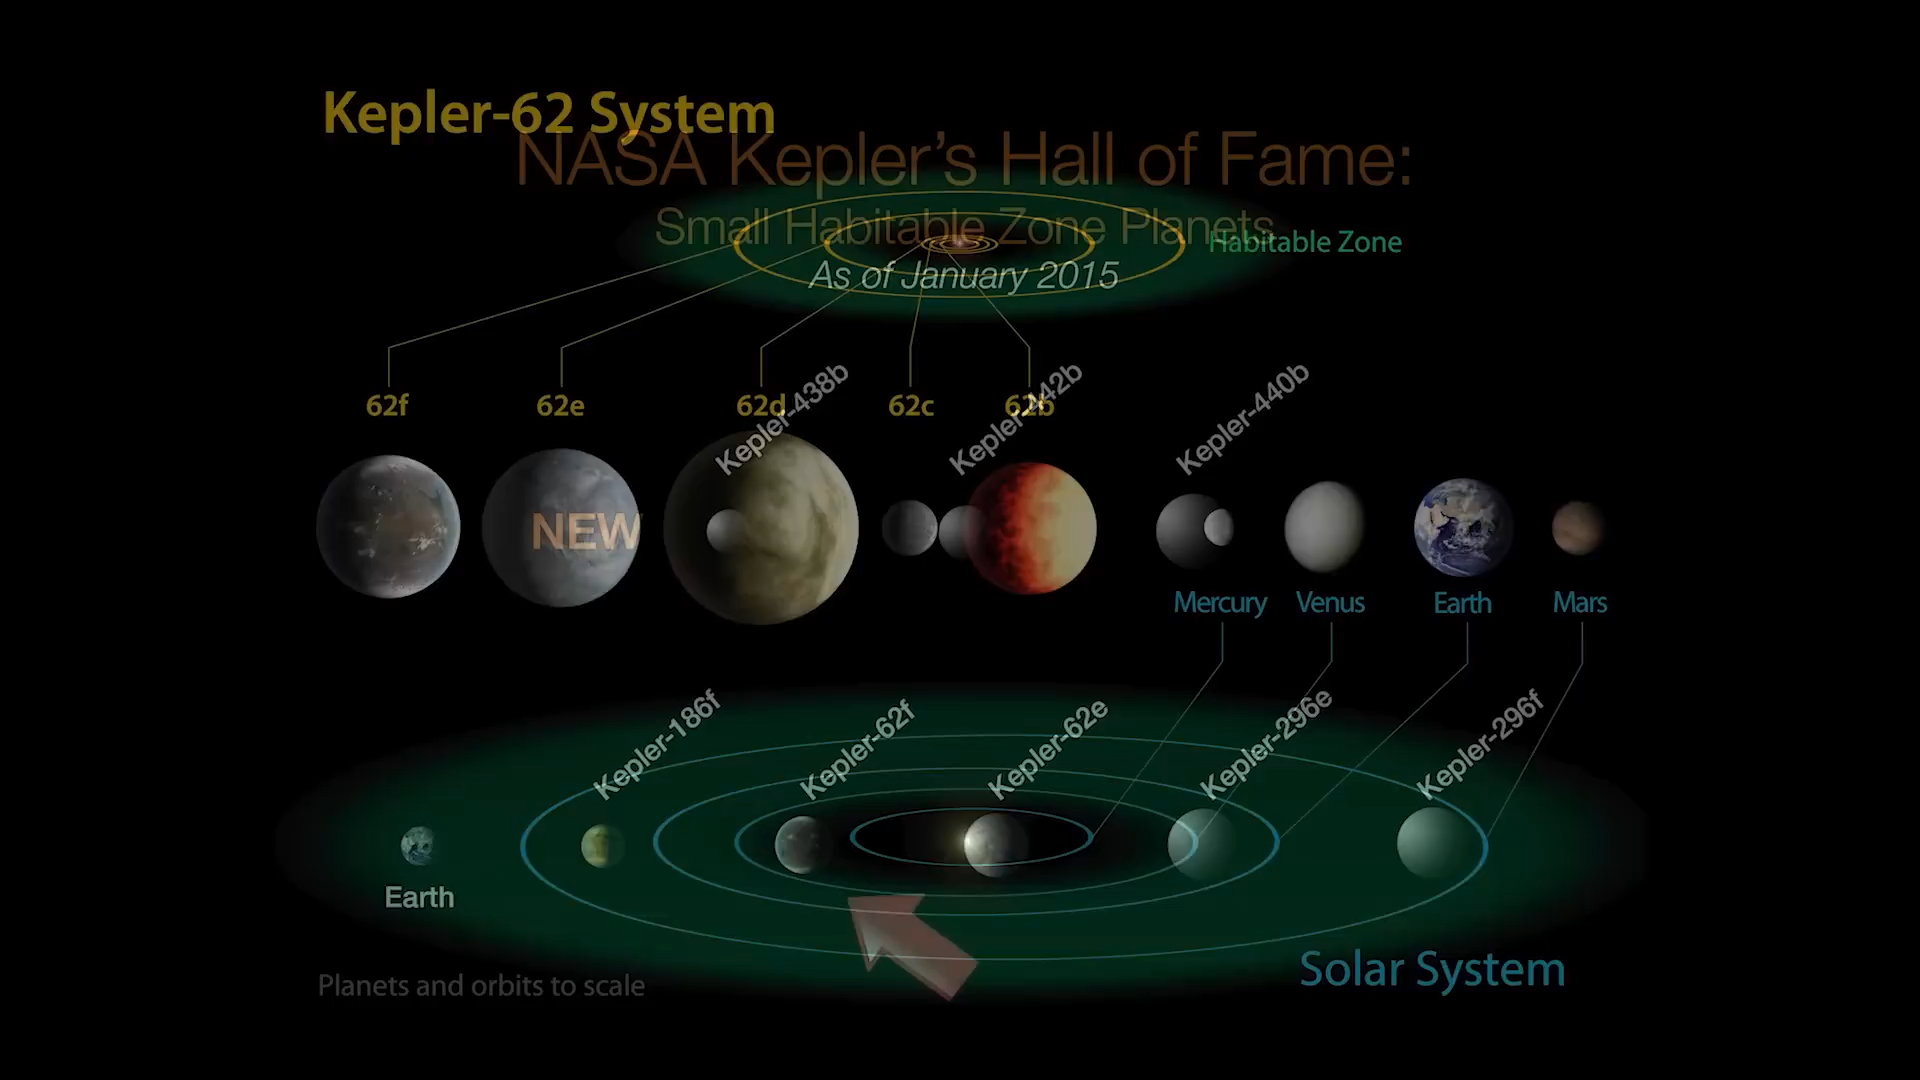 Kepler-62 System
NASA Kepler's Hall of Fame:
Small Habitable Zone Planets
Habitable Zone
As of January 2015
Kepler-438b
Kepler-442b
Kepler-440b
62f
62e
62d
62c
62b
NEW
Mercury
Venus
Earth
Mars
Kepler-186f
Kepler-62f
Kepler-62e
Kepler-296e
Kepler-296f
Earth
Solar System
Planets and orbits to scale